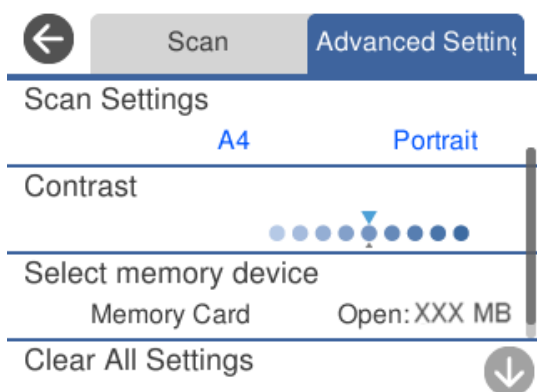 Scan Advanced Setting
Scan Settings
A4 Portrait
Contrast
Select memory device
Memory Card Open: XXX MB
Clear All Settings